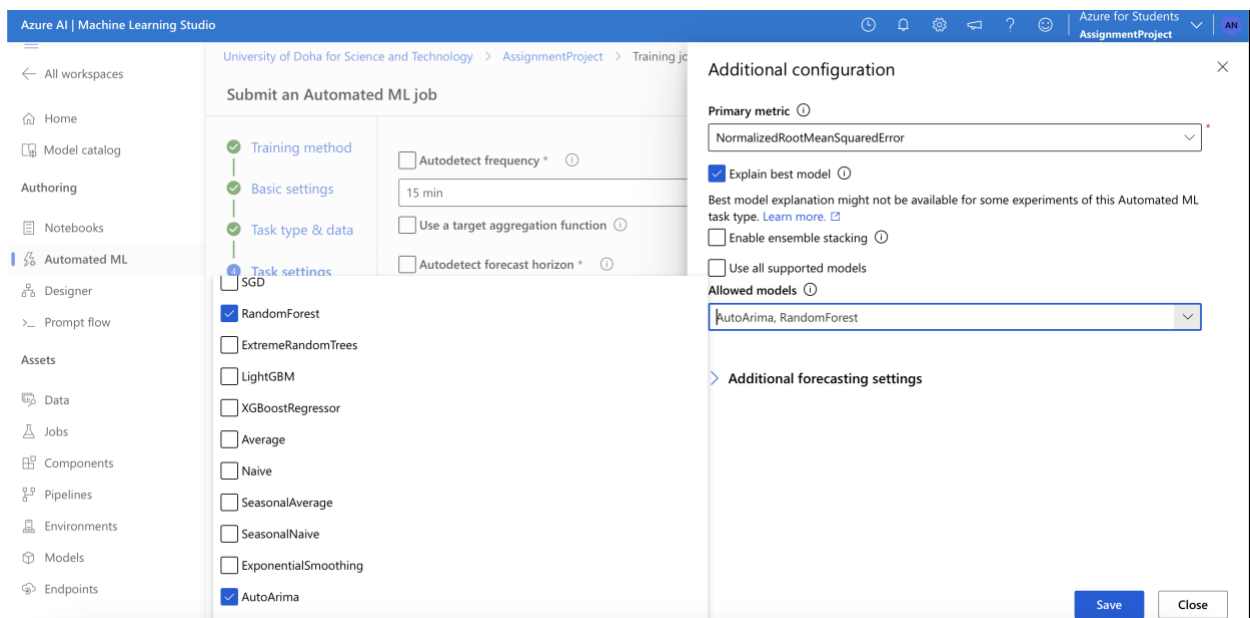 Azure AI | Machine Learning Studio
Azure for Students
AssignmentProject
AN
All workspaces
Home
Model catalog
Authoring
Notebooks
Automated ML
Designer
Prompt flow
Assets
Data
Jobs
Components
Pipelines
Environments
Models
Endpoints
University of Doha for Science and Technology > AssignmentProject > Training jo
Submit an Automated ML job
Training method
Basic settings
Task type & data
4 Task settings
Autodetect frequency *
15 min
Use a target aggregation function
Autodetect forecast horizon *
SGD
RandomForest
ExtremeRandomTrees
LightGBM
XGBoostRegressor
Average
Naive
SeasonalAverage
SeasonalNaive
ExponentialSmoothing
AutoArima
Additional configuration
Primary metric
NormalizedRootMeanSquaredError
*
Explain best model
Best model explanation might not be available for some experiments of this Automated ML
task type. Learn more.
Enable ensemble stacking
Use all supported models
Allowed models
AutoArima, RandomForest
Additional forecasting settings
Save
Close